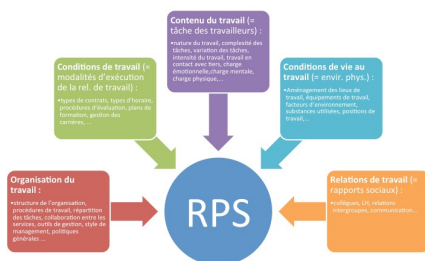 Contenu du travail (=
tâche des travailleurs) :
•nature du travail, complexité des
tâches, variation des tâches,
intensité du travail, travail en
contact avec tiers, charge
émotionnelle,charge mentale,
charge physique,...
Conditions de travail (=
modalités d'exécution
de la rel. de travail) :
•types de contrats, types d'horaire,
procédures d'évaluation, plans de
formation, gestion des
carrières, ...
Conditions de vie au
travail (= envir. phys.) :
•Aménagement des lieux de
travail, équipements de travail,
facteurs d'environnement,
substances utilisées, positions de
travail,...
Organisation du
travail :
•structure de l'organisation,
procédures de travail, répartition
des tâches, collaboration entre les
services, outils de gestion, style de
management, politiques
générales ...
RPS
Relations de travail (=
rapports sociaux) :
•collègues, LH, relations
intergroupes, communication...